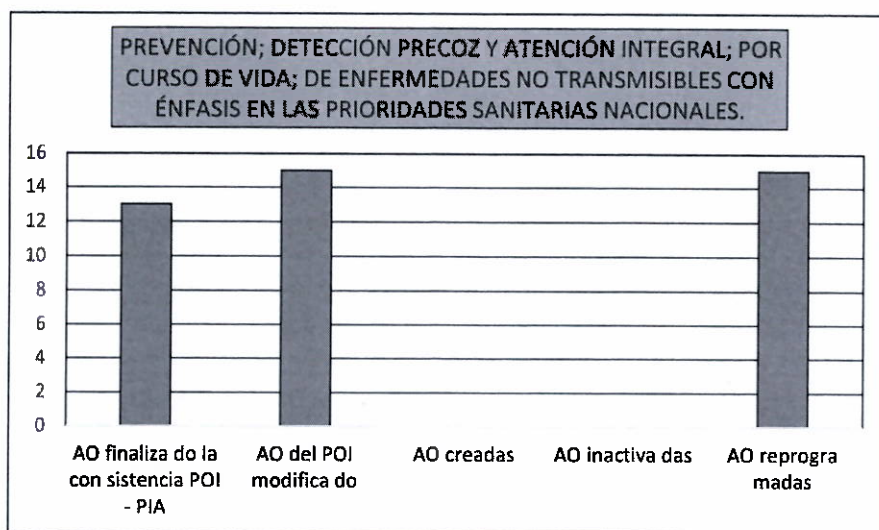 PREVENCIÓN; DETECCIÓN PRECOZ Y ATENCIÓN INTEGRAL; POR
CURSO DE VIDA; DE ENFERMEDADES NO TRANSMISIBLES CON
ÉNFASIS EN LAS PRIORIDADES SANITARIAS NACIONALES.
16
14
12
10
8
6
4
2
0
AO finaliza do la
con sistencia POI
- PIA
AO del POI
modifica do
AO creadas
AO inactiva das
AO reprogra
madas